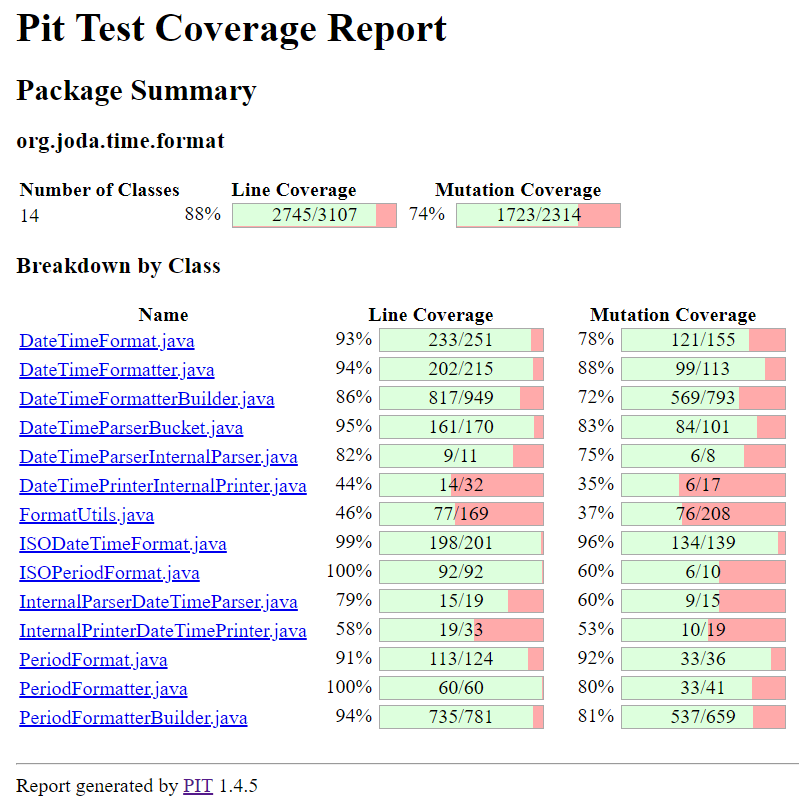 Pit Test Coverage Report
Package Summary
org.joda.time.format
Number of Classes Line Coverage Mutation Coverage
14 88% 2745/3107 74% 1723/2314
Breakdown by Class
Name Line Coverage Mutation Coverage
DateTimeFormat.java 93% 233/251 78% 121/155
DateTimeFormatter.java 94% 202/215 88% 99/113
DateTimeFormatterBuilder.java 86% 817/949 72% 569/793
DateTimeParserBucket.java 95% 161/170 83% 84/101
DateTimeParserInternalParser.java 82% 9/11 75% 6/8
DateTimePrinterInternalPrinter.java 44% 14/32 35% 6/17
FormatUtils.java 46% 77/169 37% 76/208
ISODateTimeFormat.java 99% 198/201 96% 134/139
ISOPeriodFormat.java 100% 92/92 60% 6/10
InternalParserDateTimeParser.java 79% 15/19 60% 9/15
InternalPrinterDateTimePrinter.java 58% 19/33 53% 10/19
PeriodFormat.java 91% 113/124 92% 33/36
PeriodFormatter.java 100% 60/60 80% 33/41
PeriodFormatterBuilder.java 94% 735/781 81% 537/659
Report generated by PIT 1.4.5